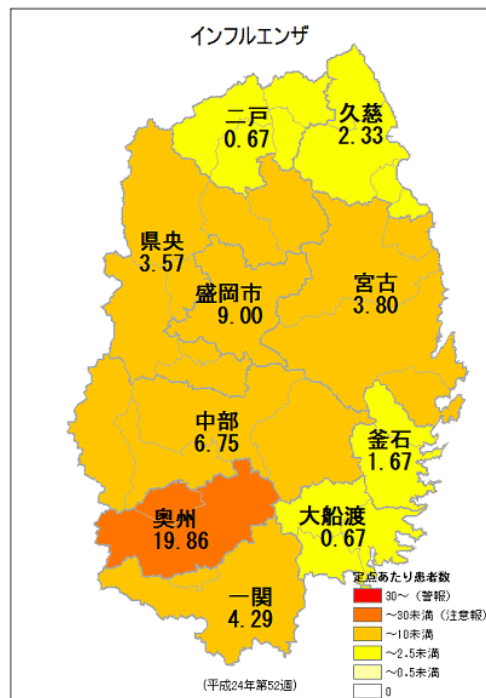 インフルエンザ
二戸
0.67
久慈
2.33
県央
3.57
盛岡市
9.00
宮古
3.80
中部
6.75
釜石
1.67
奥州
19.86
大船渡
0.67
一関
4.29
定点あたり患者数
30～（警報）
～30未満（注意報）
～10未満
～2.5未満
～0.5未満
0
(平成24年第52週)